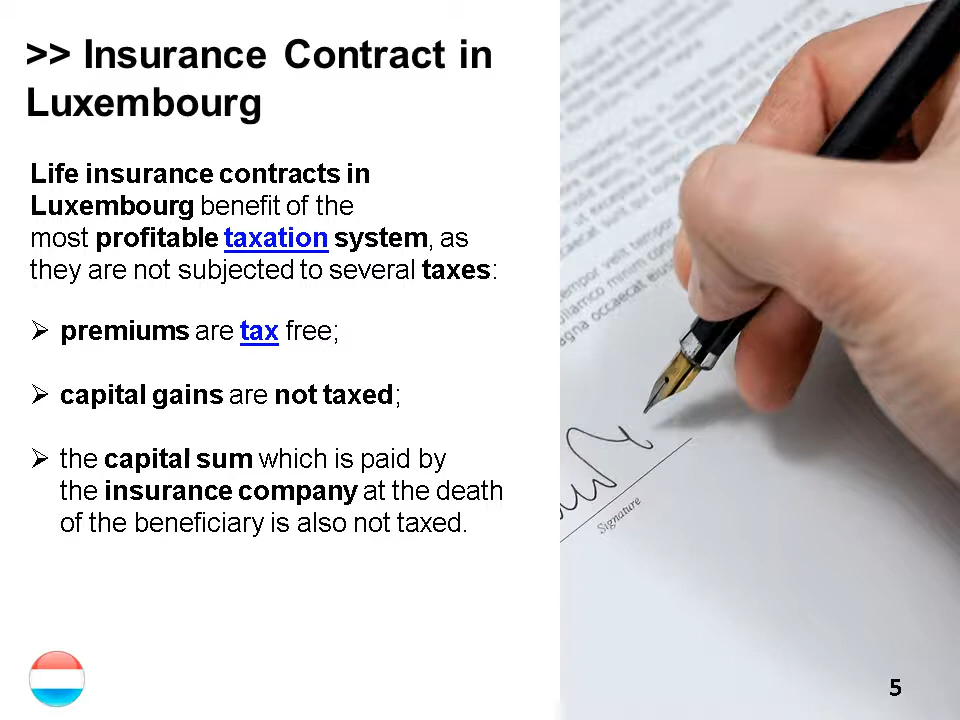 >> Insurance Contract in
Luxembourg
Life insurance contracts in
Luxembourg benefit of the
most profitable taxation system, as
they are not subjected to several taxes:
premiums are tax free;
capital gains are not taxed;
the capital sum which is paid by
the insurance company at the death
of the beneficiary is also not taxed.
Signature
5